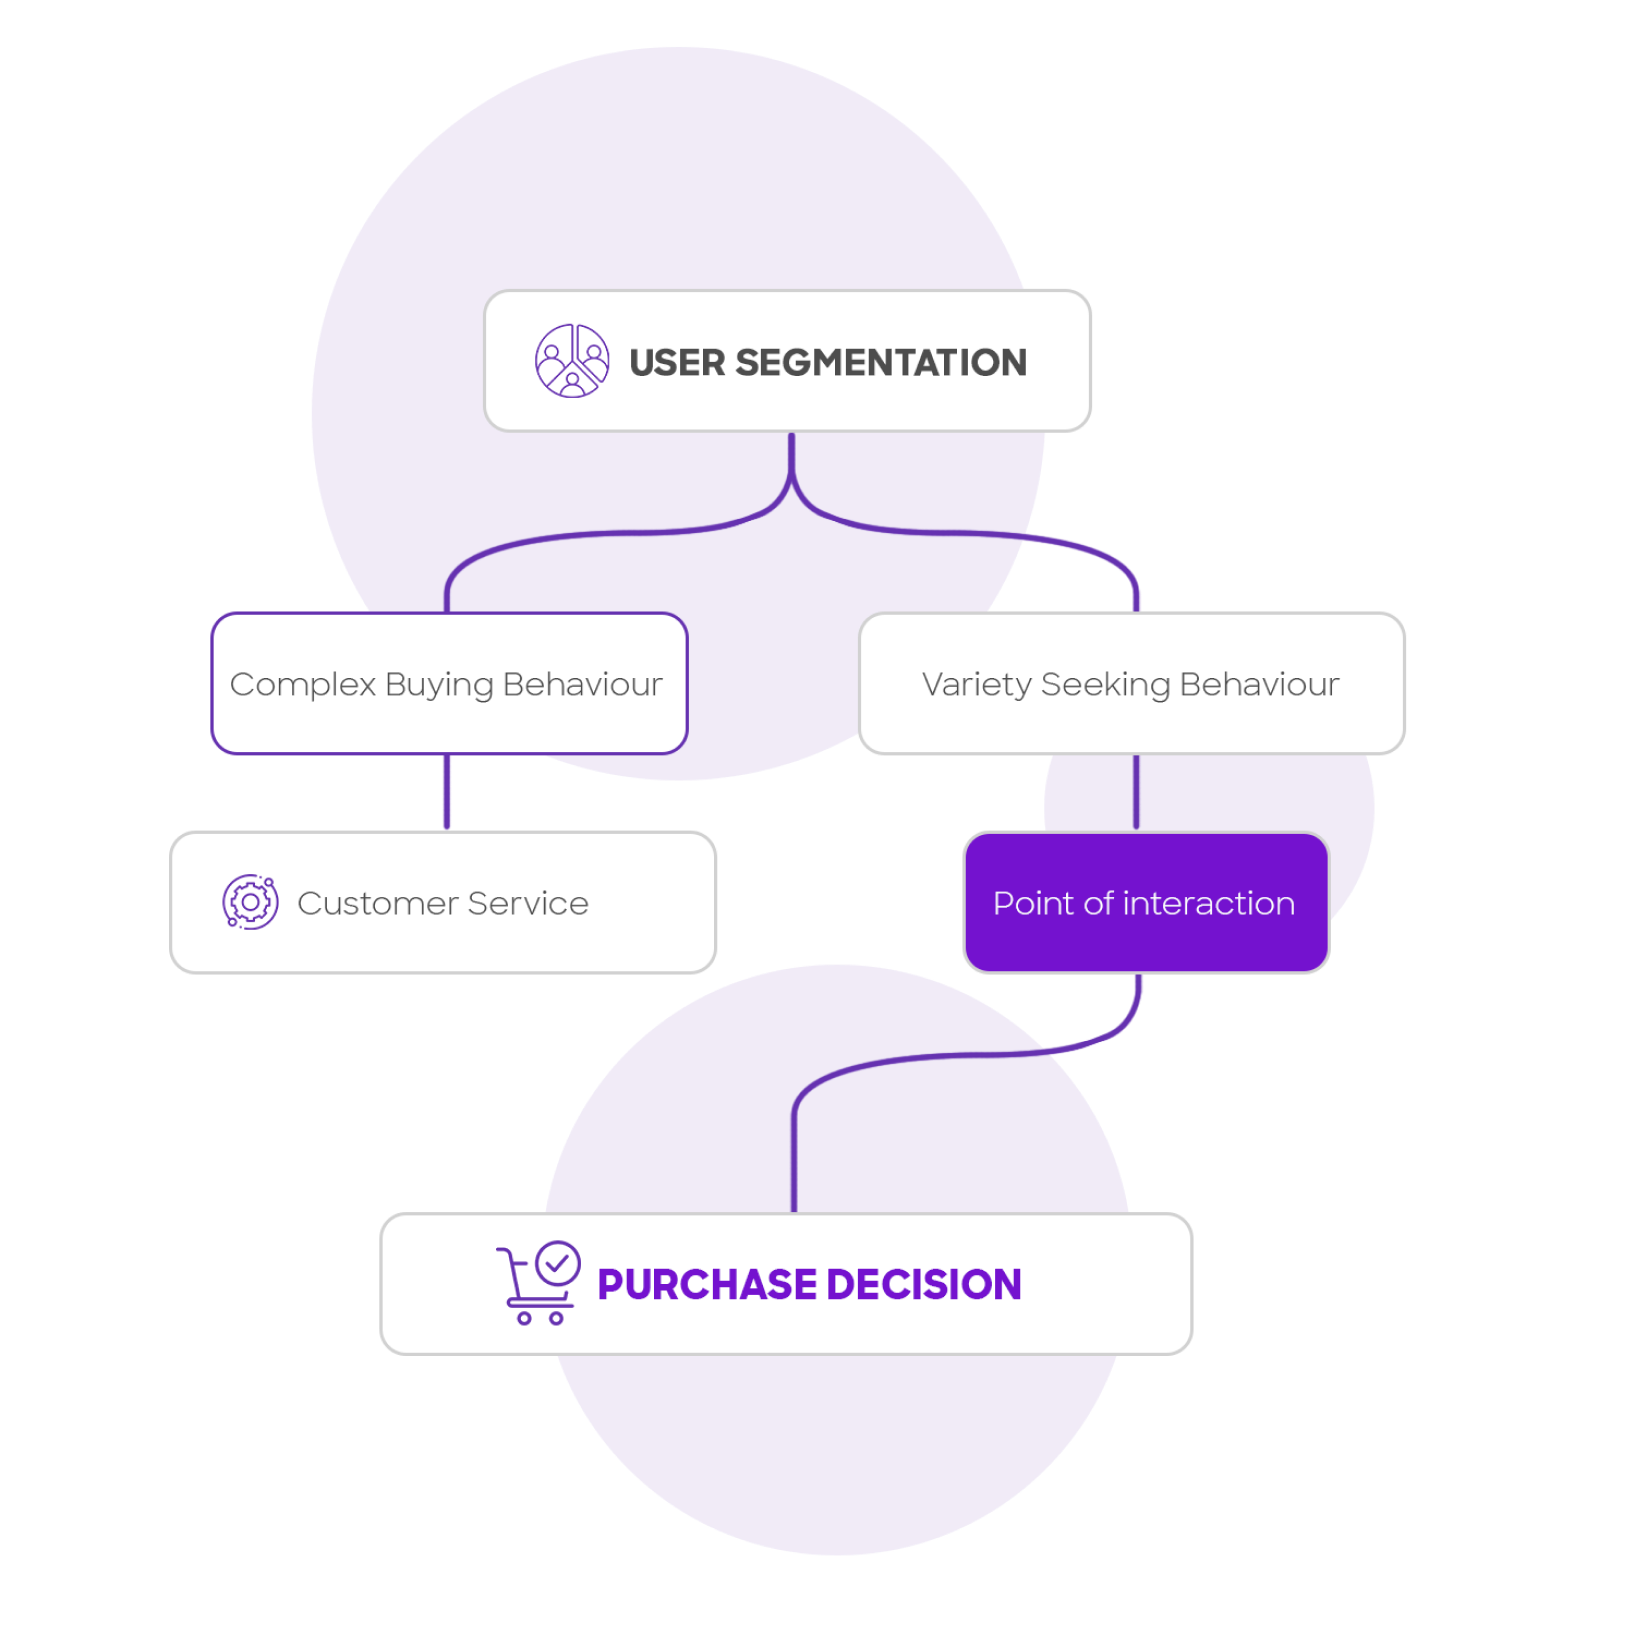 USER SEGMENTATION
Complex Buying Behaviour
Variety Seeking Behaviour
Customer Service
Point of interaction
PURCHASE DECISION